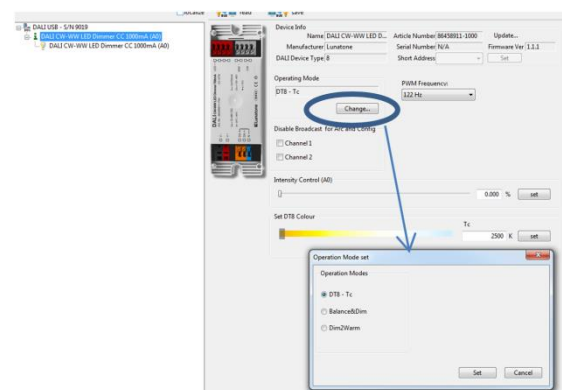 Localize Read Save
DALI USB - S/N 9019
DALI CW-WW LED Dimmer CC 1000mA (A0)
DALI CW-WW LED Dimmer CC 1000mA (A0)
Device Info
Name DALI CW-WW LED D... Article Number 86458911-1000 Update...
Manufacturer Lunatone Serial Number N/A Firmware Ver 1.1.1
DALI Device Type 8 Short Address Set
Operating Mode
PWM Frequency:
DT8 - Tc
122 Hz
Change...
Disable Broadcast for Arc and Config
Channel 1
Channel 2
Intensity Control (A0)
0.000 % set
Set DT8 Colour
Tc
2500 K set
Operation Mode set
Operation Modes
DT8 - Tc
Balance&Dim
Dim2Warm
Set Cancel